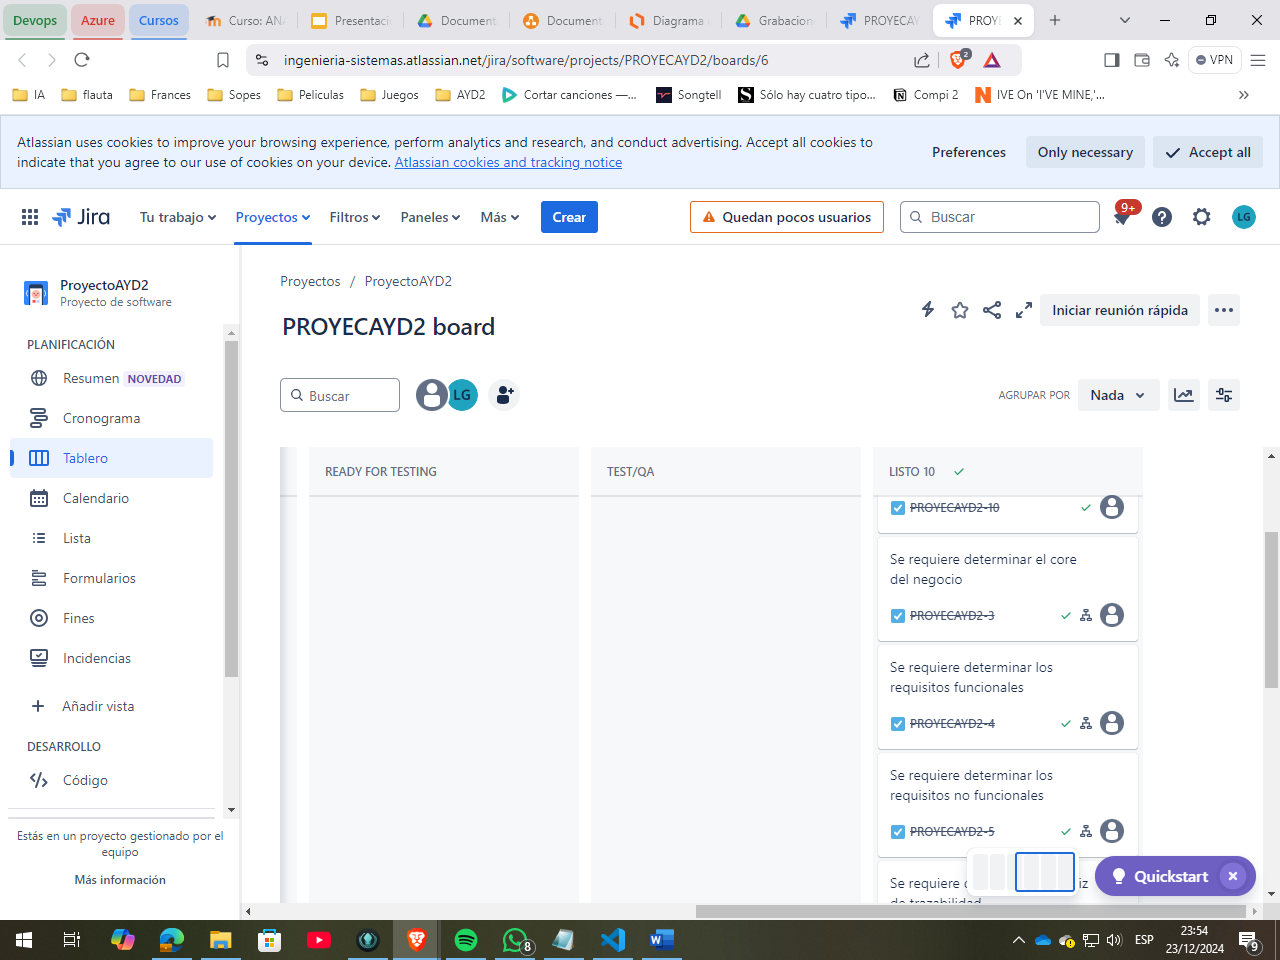 Devops
Azure
Cursos
Curso: ANA
Presentaci
Document
Document
Diagrama
Grabacione
PROYECAY
PROYE
ingenieria-sistemas.atlassian.net/jira/software/projects/PROYECAYD2/boards/6
2
VPN
IA
flauta
Frances
Sopes
Peliculas
Juegos
AYD2
Cortar canciones —...
Songtell
Sólo hay cuatro tipo...
Compi 2
IVE On 'I'VE MINE,'...
Atlassian uses cookies to improve your browsing experience, perform analytics and research, and conduct advertising. Accept all cookies to
indicate that you agree to our use of cookies on your device. Atlassian cookies and tracking notice
Preferences
Only necessary
Accept all
Jira
Tu trabajo
Proyectos
Filtros
Paneles
Más
Crear
Quedan pocos usuarios
Buscar
9+
LG
ProyectoAYD2
Proyecto de software
PLANIFICACIÓN
Resumen NOVEDAD
Cronograma
Tablero
Calendario
Lista
Formularios
Fines
Incidencias
Añadir vista
DESARROLLO
Código
Estás en un proyecto gestionado por el
equipo
Más información
Proyectos / ProyectoAYD2
PROYECAYD2 board
Iniciar reunión rápida
Buscar
LG
AGRUPAR POR
Nada
READY FOR TESTING
TEST/QA
LISTO 10
PROYECAYD2-10
Se requiere determinar el core
del negocio
PROYECAYD2-3
Se requiere determinar los
requisitos funcionales
PROYECAYD2-4
Se requiere determinar los
requisitos no funcionales
PROYECAYD2-5
Se requiere
de trazabilidad
Quickstart
8
ESP
23:54
23/12/2024
9